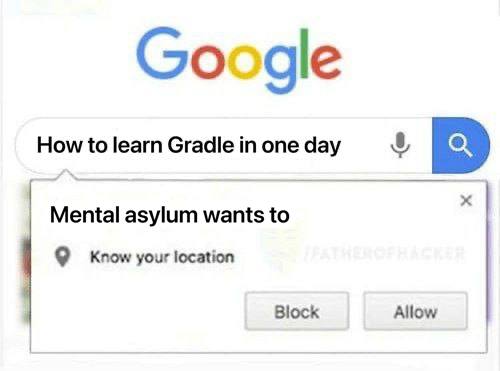 Google
How to learn Gradle in one day
Mental asylum wants to
Know your location
/FATHEROFHACKER
Block
Allow